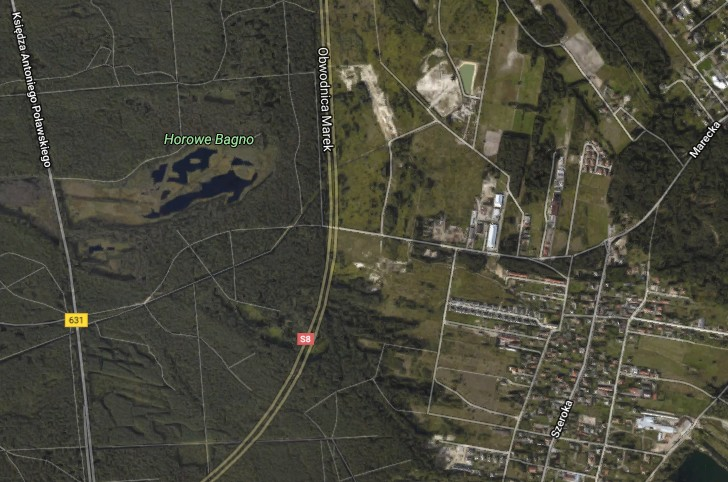 Księdza Antoniego Poławskiego
Obwodnica Marek
Horowe Bagno
Marecka
631
S8
Szeroka